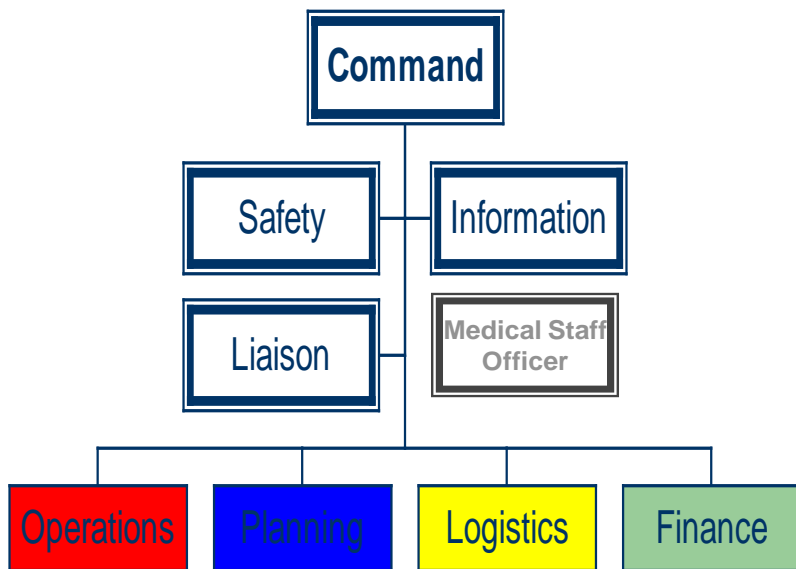 Command
Safety
Information
Liaison
Medical Staff
Officer
Operations
Planning
Logistics
Finance